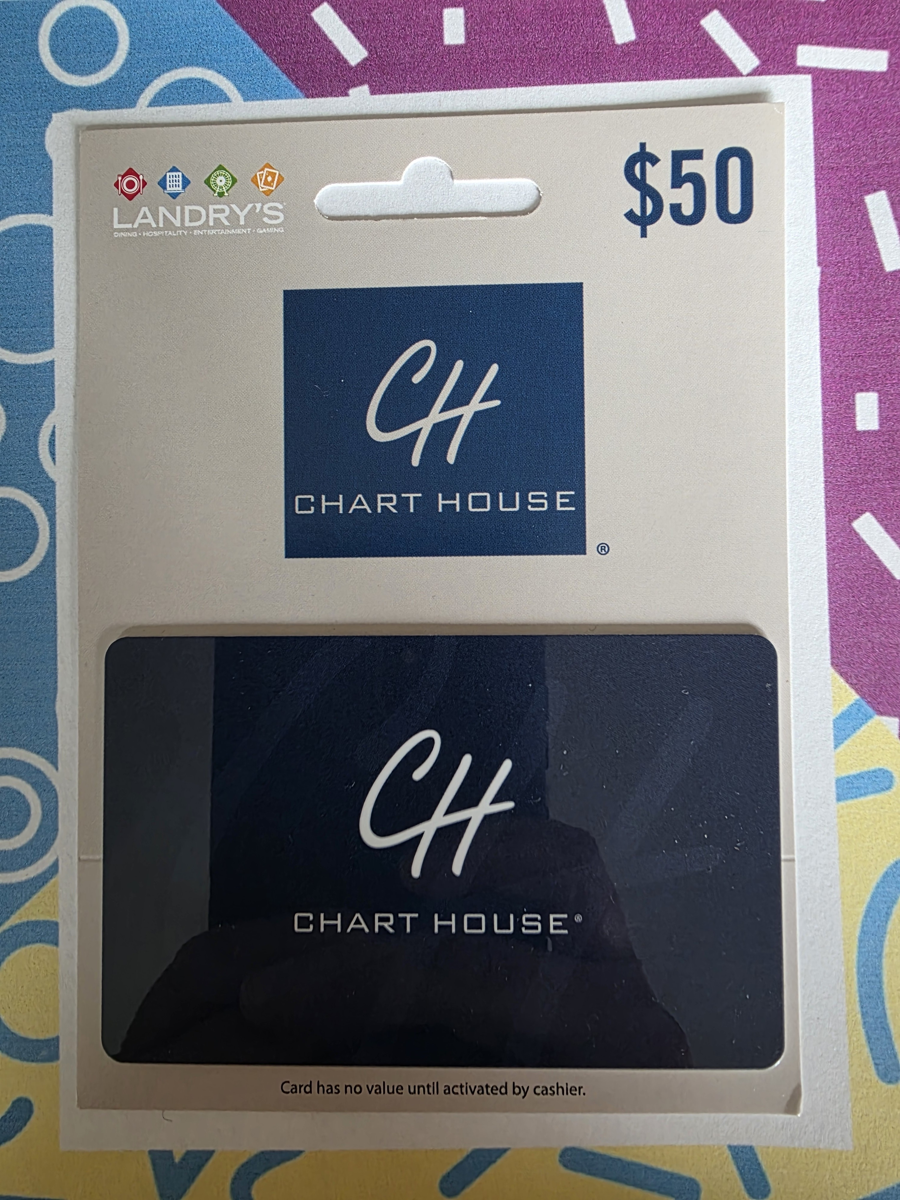 $50
LANDRY'S
DINING • HOSPITALITY • ENTERTAINMENT • GAMING
CH
CHART HOUSE
®
CH
CHART HOUSE®
Card has no value until activated by cashier.